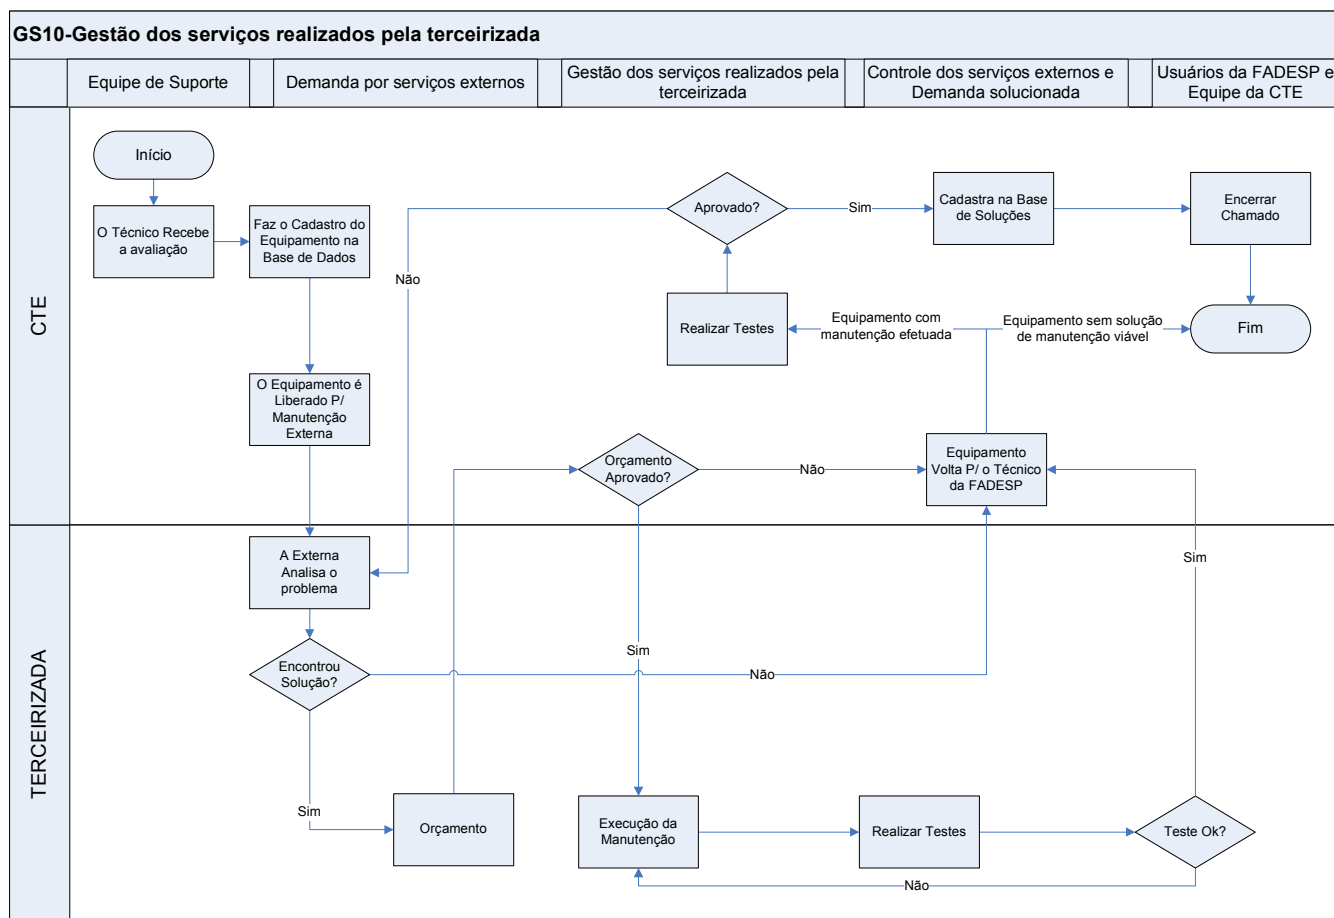 GS10-Gestão dos serviços realizados pela terceirizada
Equipe de Suporte
Demanda por serviços externos
Gestão dos serviços realizados pela
terceirizada
Controle dos serviços externos e
Demanda solucionada
Usuários da FADESP e
Equipe da CTE
CTE
Início
O Técnico Recebe
a avaliação
Faz o Cadastro do
Equipamento na
Base de Dados
Aprovado?
Sim
Cadastra na Base
de Soluções
Encerrar
Chamado
Não
Realizar Testes
Equipamento com
manutenção efetuada
Equipamento sem solução
de manutenção viável
Fim
O Equipamento é
Liberado P/
Manutenção
Externa
Orçamento
Aprovado?
Não
Equipamento
Volta P/ o Técnico
da FADESP
TERCEIRIZADA
A Externa
Analisa o
problema
Sim
Sim
Encontrou
Solução?
Não
Sim
Orçamento
Execução da
Manutenção
Realizar Testes
Teste Ok?
Não